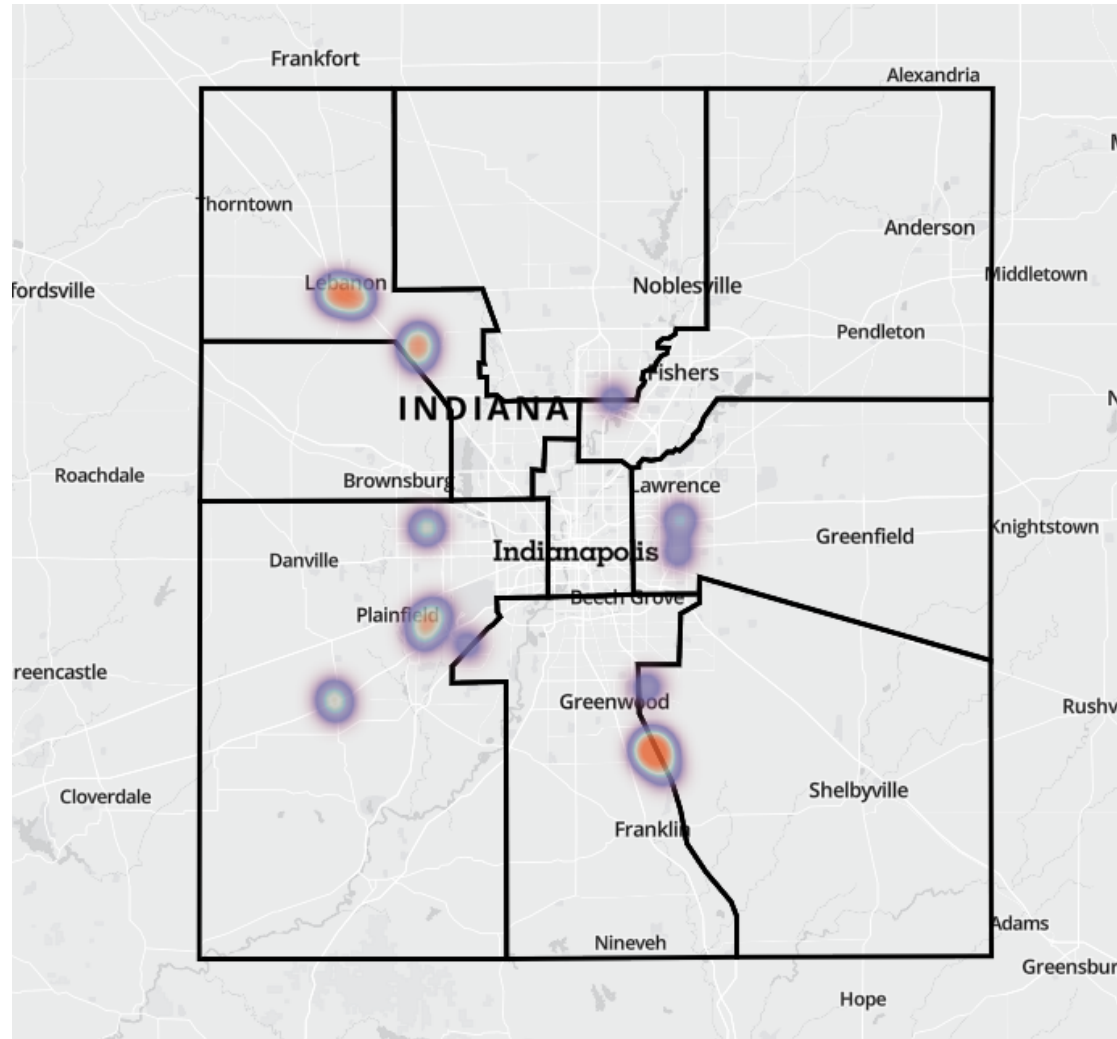 Frankfort
Alexandria
Thorntown
Anderson
Middletown
Lebanon
Noblesville
fordsville
Pendleton
Fishers
INDIANA
Roachdale
Brownsburg
Lawrence
Knightstown
Greenfield
Indianapolis
Danville
Beech Grove
Plainfield
reencastle
Greenwood
Rushv
Cloverdale
Shelbyville
Franklin
Adams
Nineveh
Greensbur
Hope